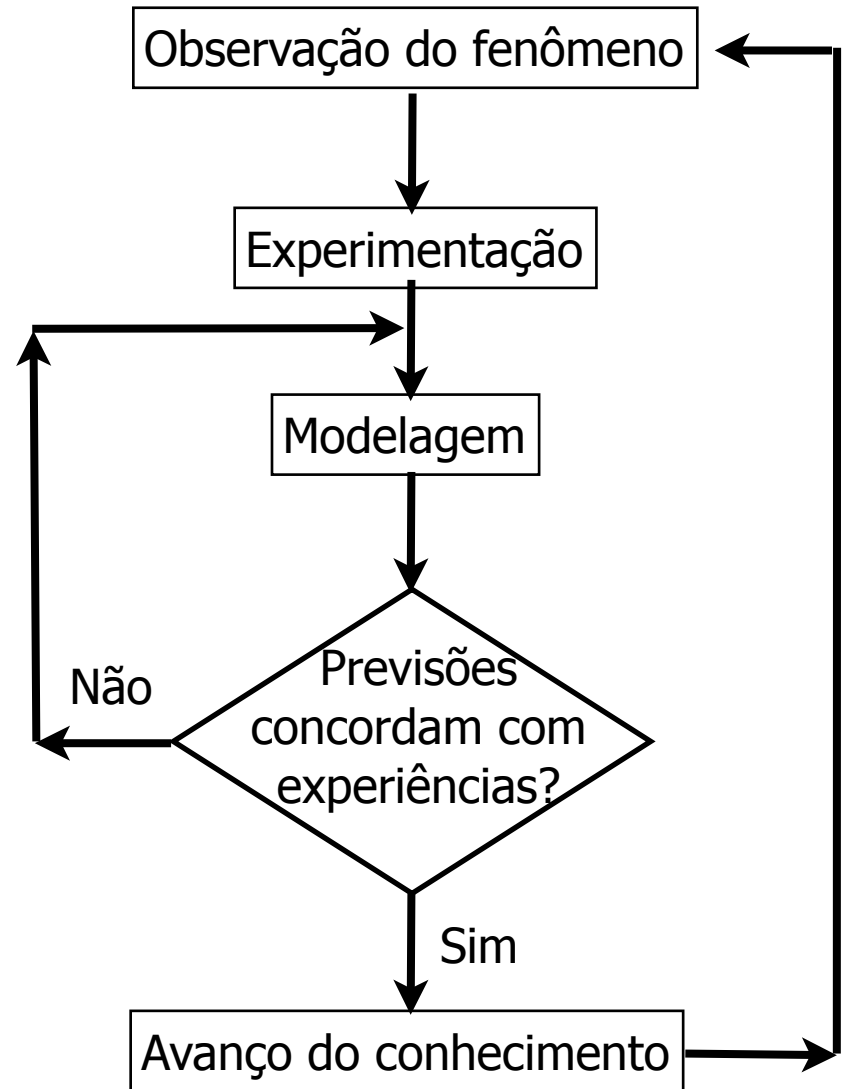 Observação do fenômeno
Experimentação
Modelagem
Não
Previsões
concordam com
experiências?
Sim
Avanço do conhecimento